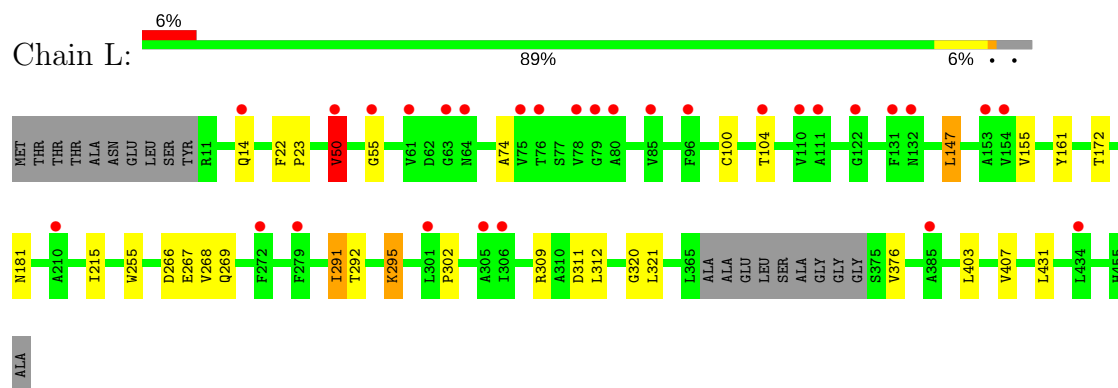 6%
Chain L:
89% 6% • •
MET THR THR THR ALA ASN GLU LEU SER TYR R11 Q14 F22 P23 V50 G55 V61 D62 G63 N64 A74 V75 T76 S77 V78 G79 A80 V85 F96 C100 T104 V110 A111 G122 F131 N132 L147 A153 V154 V155 Y161 T172
N181 A210 I215 W255 D266 E267 V268 Q269 F272 F279 I291 T292 K295 L301 P302 A305 I306 R309 A310 D311 L312 G320 L321 L365 ALA ALA GLU LEU SER ALA GLY GLY GLY S375 V376 A385 L403 V407 L431 L434 H455
ALA